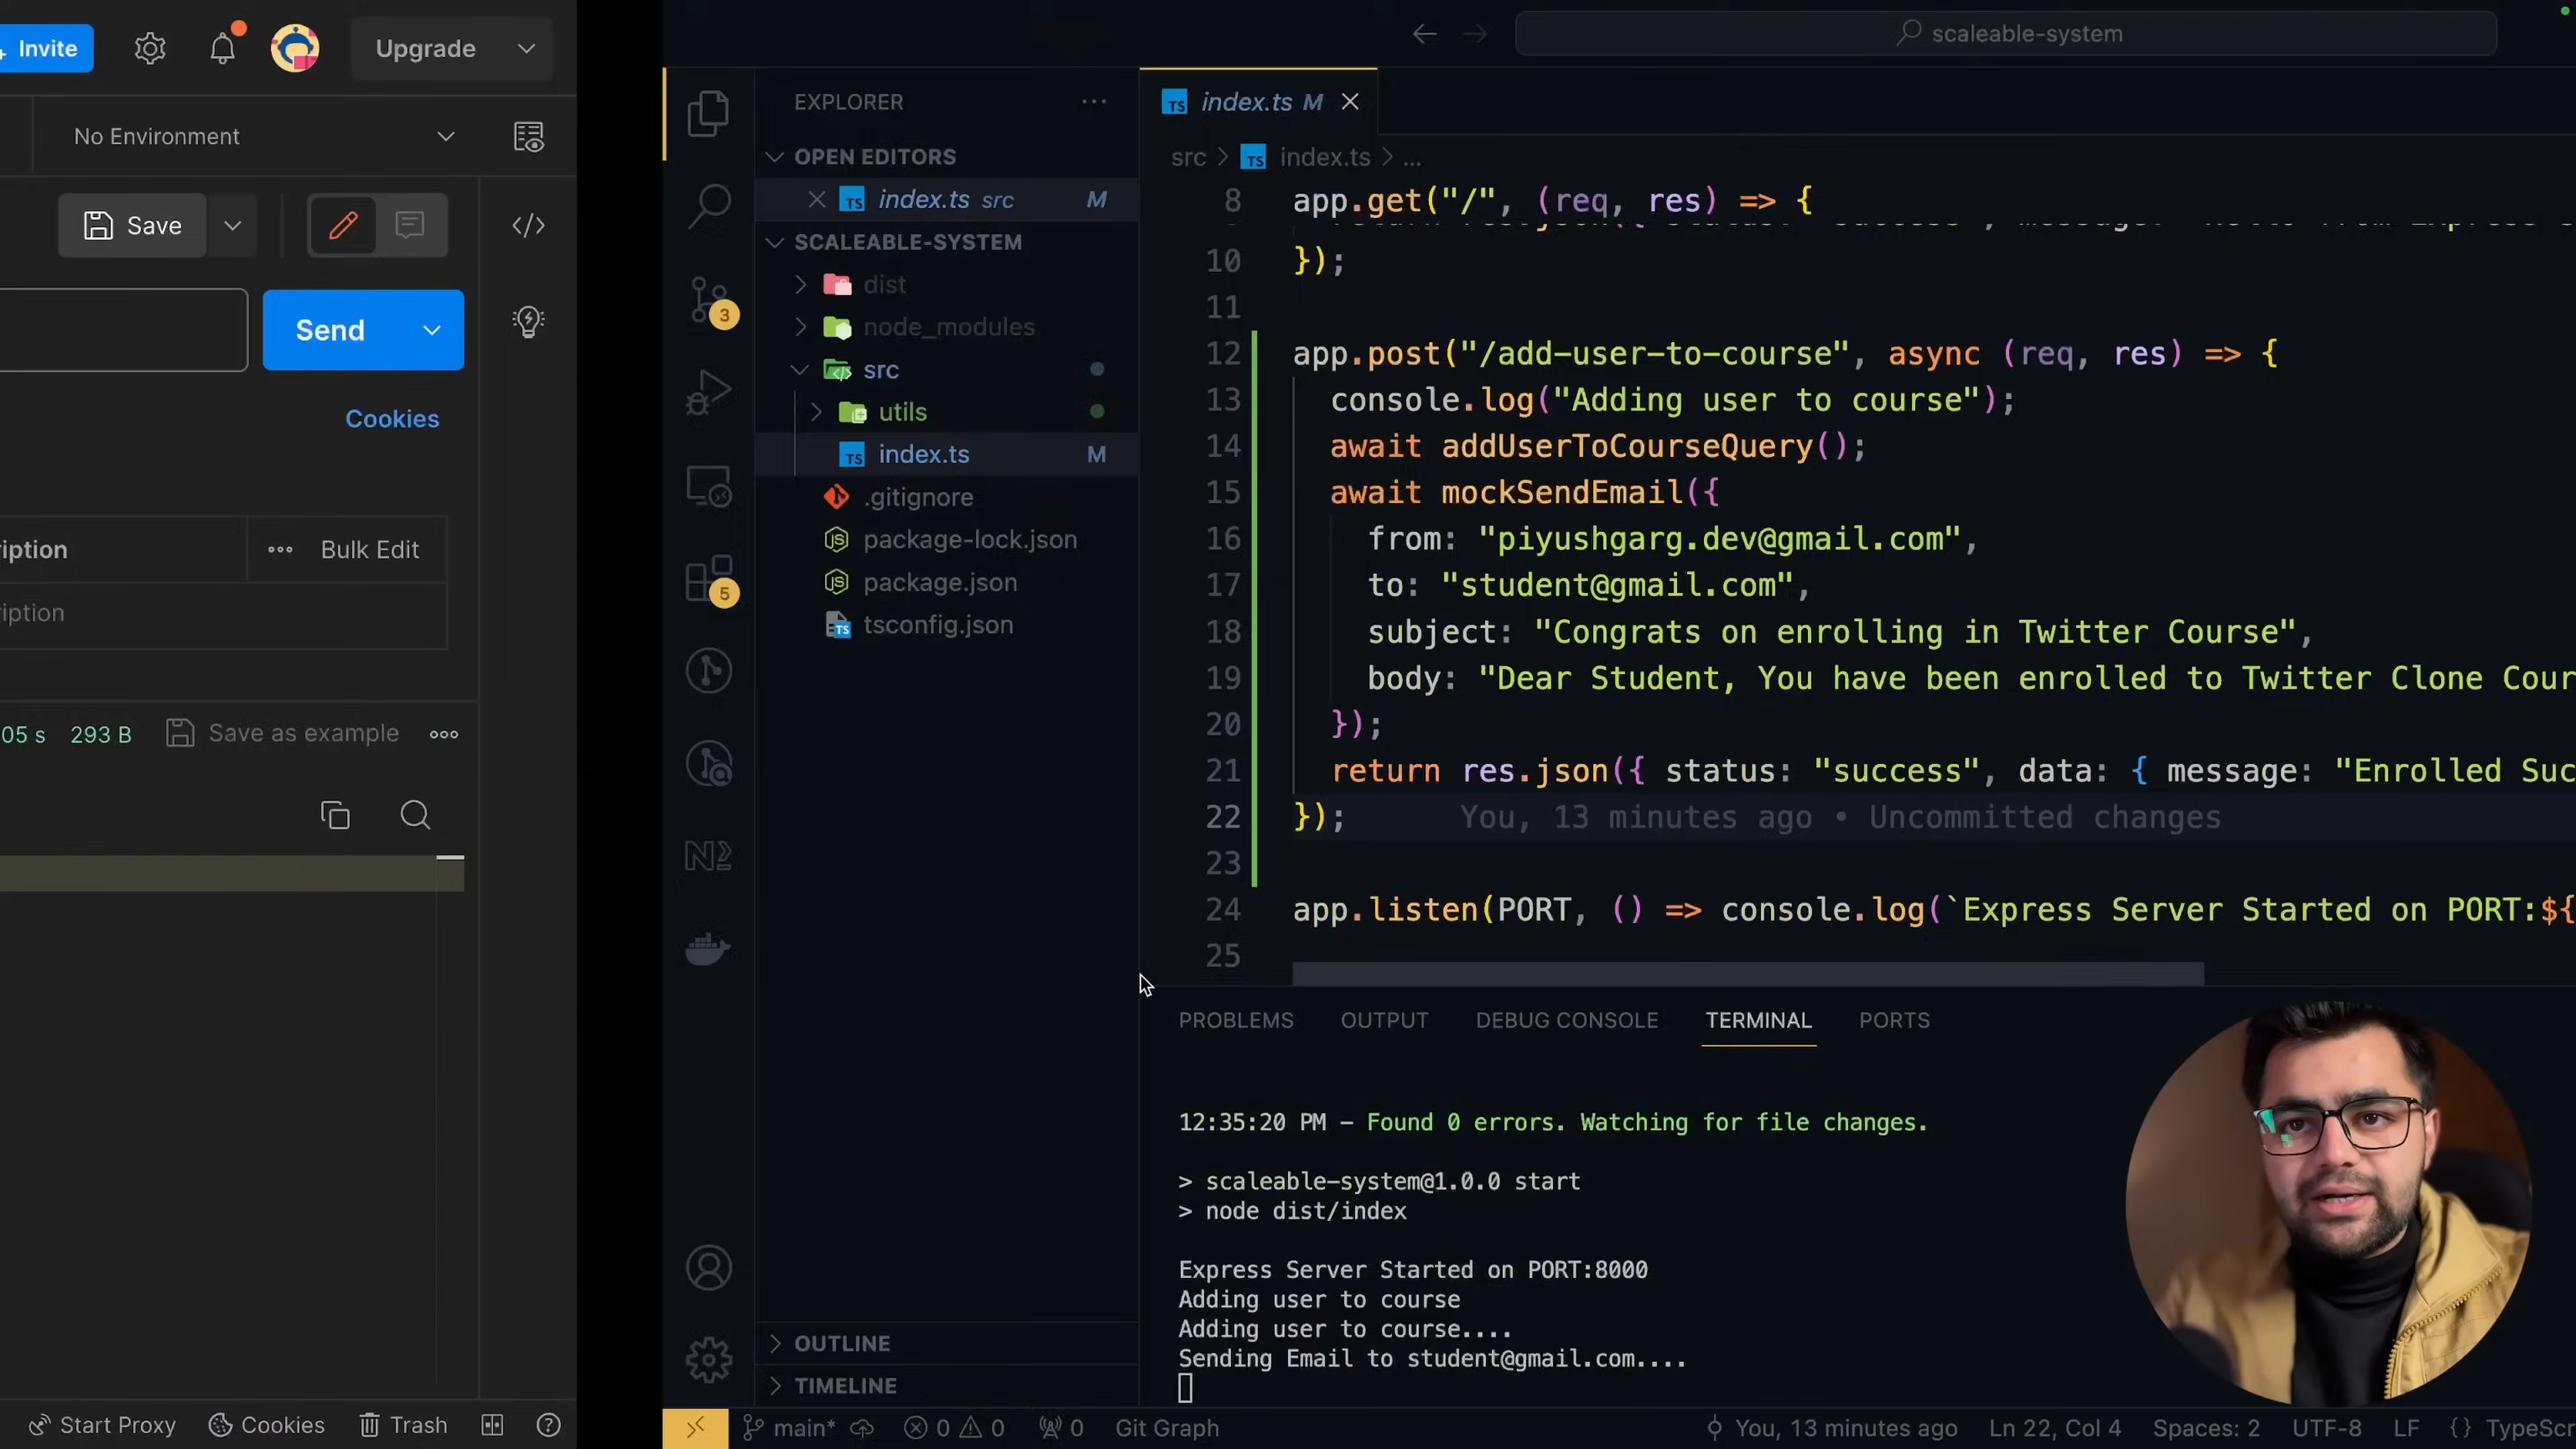 Invite
Upgrade
No Environment
Save
Send
Cookies
ription
Bulk Edit
ription
05 s 293 B Save as example
Start Proxy
Cookies
Trash
scaleable-system
EXPLORER
OPEN EDITORS
index.ts src M
SCALEABLE-SYSTEM
dist
node_modules
src
utils
index.ts M
.gitignore
package-lock.json
package.json
tsconfig.json
OUTLINE
TIMELINE
3
5
index.ts M
src > index.ts > ...
8 app.get("/", (req, res) => {
10 });
11
12 app.post("/add-user-to-course", async (req, res) => {
13 console.log("Adding user to course");
14 await addUserToCourseQuery();
15 await mockSendEmail({
16 from: "piyushgarg.dev@gmail.com",
17 to: "student@gmail.com",
18 subject: "Congrats on enrolling in Twitter Course",
19 body: "Dear Student, You have been enrolled to Twitter Clone Cour
20 });
21 return res.json({ status: "success", data: { message: "Enrolled Suc
22 }); You, 13 minutes ago • Uncommitted changes
23
24 app.listen(PORT, () => console.log(`Express Server Started on PORT:${
25
PROBLEMS OUTPUT DEBUG CONSOLE TERMINAL PORTS
12:35:20 PM – Found 0 errors. Watching for file changes.
> scaleable-system@1.0.0 start
> node dist/index
Express Server Started on PORT:8000
Adding user to course
Adding user to course....
Sending Email to student@gmail.com....
main* 0 0 0 Git Graph You, 13 minutes ago Ln 22, Col 4 Spaces: 2 UTF-8 LF {} TypeScr